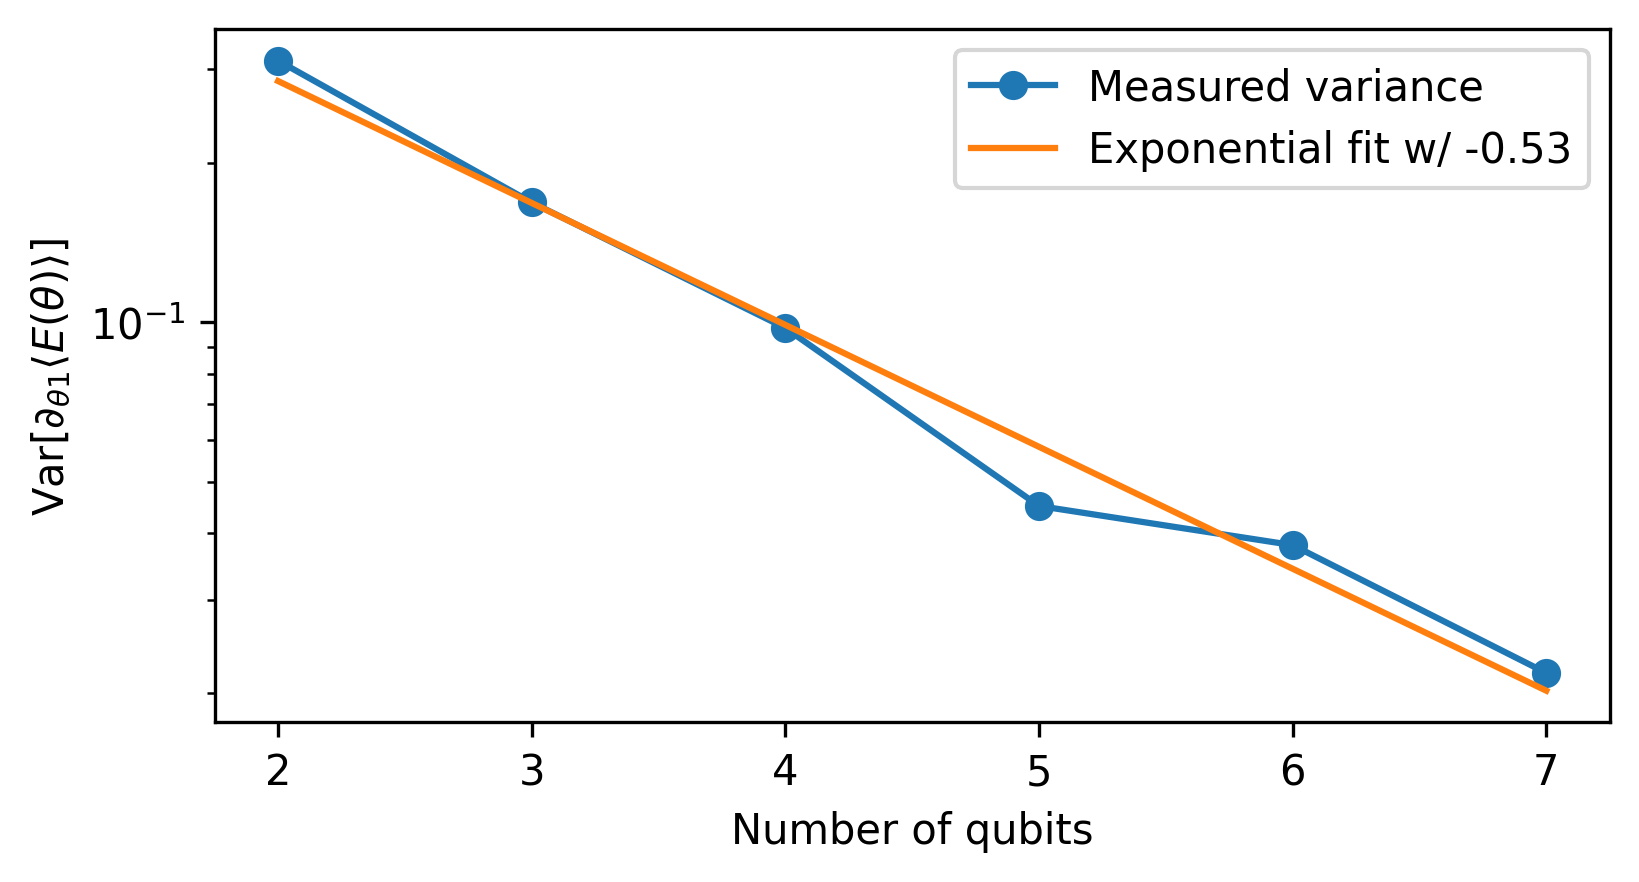 Measured variance
Exponential fit w/ -0.53
Var[∂θ1⟨E(θ)⟩]
10⁻¹
2 3 4 5 6 7
Number of qubits